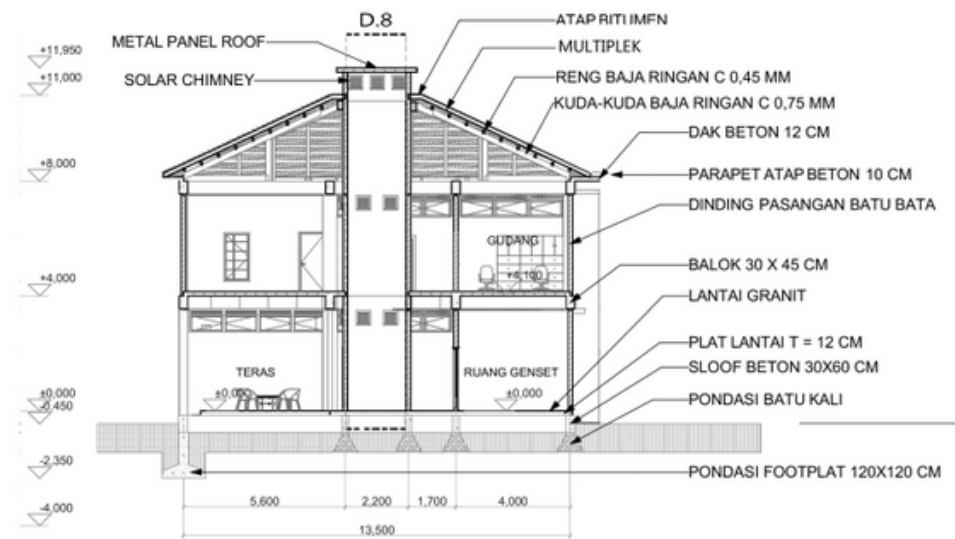 D.8
METAL PANEL ROOF
SOLAR CHIMNEY
ATAP BITUMEN
MULTIPLEK
RENG BAJA RINGAN C 0,45 MM
KUDA-KUDA BAJA RINGAN C 0,75 MM
DAK BETON 12 CM
PARAPET ATAP BETON 10 CM
DINDING PASANGAN BATU BATA
BALOK 30 X 45 CM
LANTAI GRANIT
PLAT LANTAI T = 12 CM
SLOOF BETON 30X60 CM
PONDASI BATU KALI
PONDASI FOOTPLAT 120X120 CM
+11,950
+11,000
+8,000
+4,000
±0,000
-0,450
-2,350
-4,000
GUDANG
+4,100
TERAS
±0,000
RUANG GENSET
±0,000
5,600
2,200
1,700
4,000
13,500